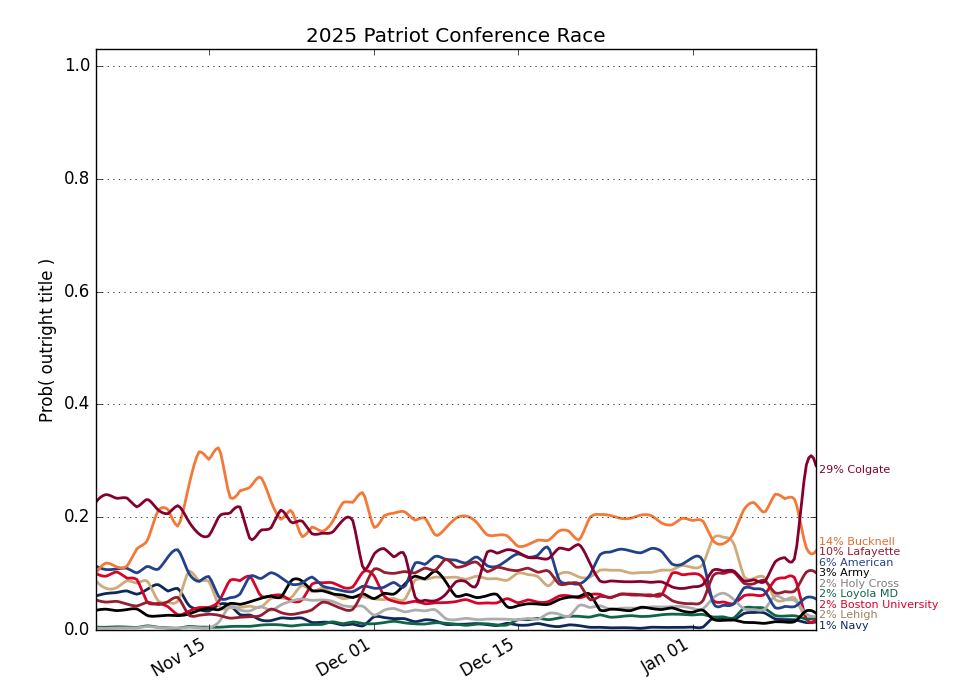 2025 Patriot Conference Race
Prob( outright title )
1.0
0.8
0.6
0.4
0.2
0.0
Nov 15
Dec 01
Dec 15
Jan 01
29% Colgate
14% Bucknell
10% Lafayette
6% American
3% Army
2% Holy Cross
2% Loyola MD
2% Boston University
2% Lehigh
1% Navy